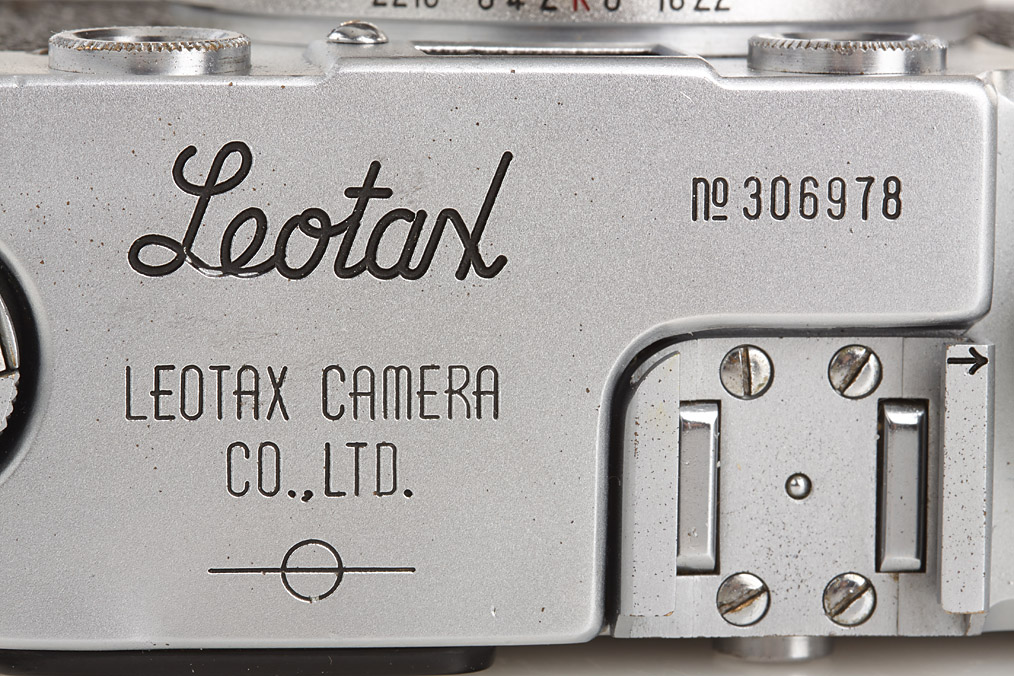 Leotax
№ 306978
LEOTAX CAMERA
CO.,LTD.
→